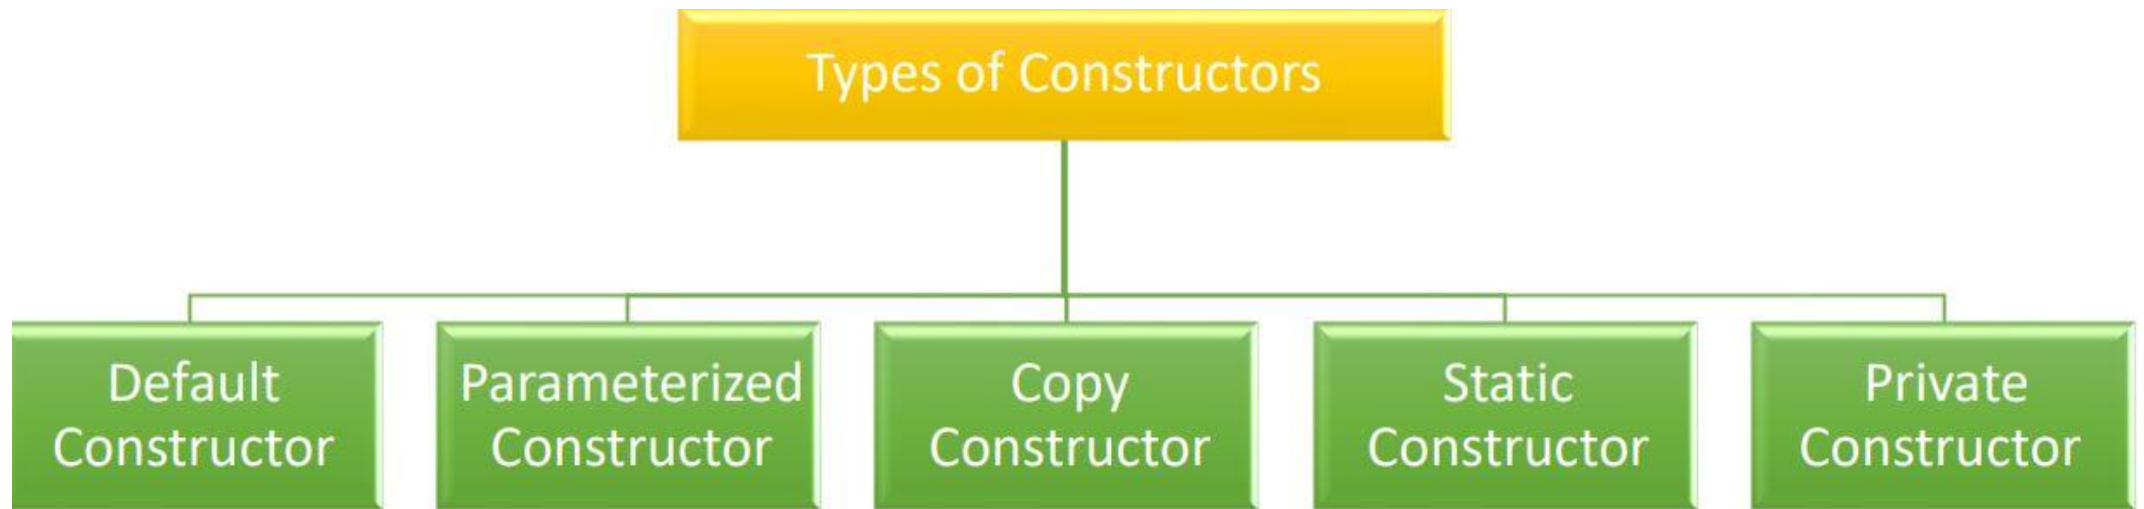 Types of Constructors
Default
Constructor
Parameterized
Constructor
Copy
Constructor
Static
Constructor
Private
Constructor